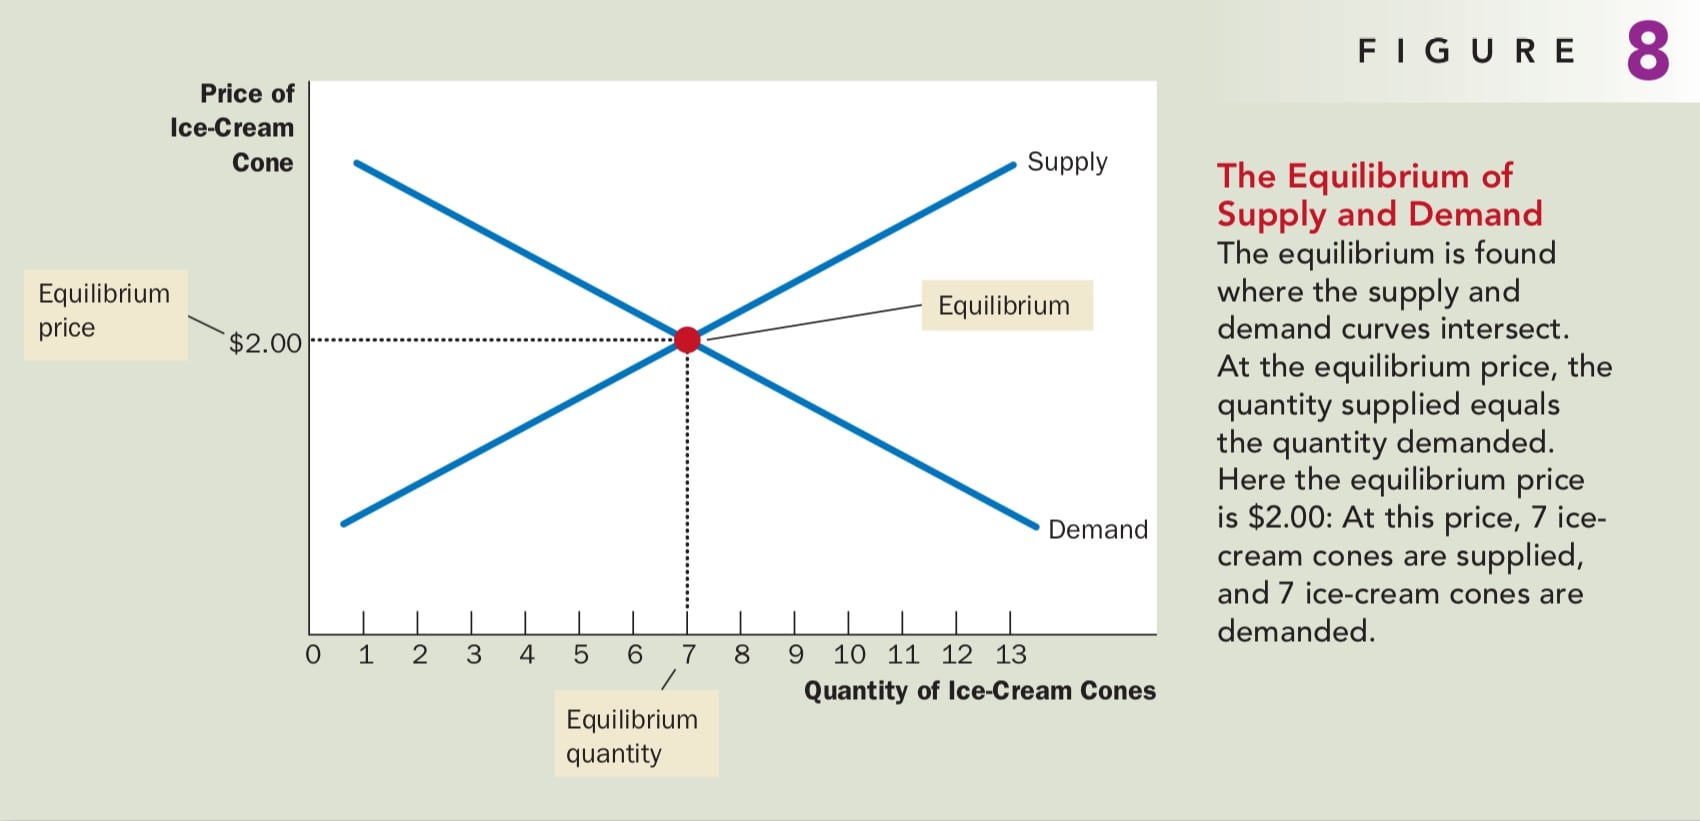 FIGURE 8
Price of
Ice-Cream
Cone
Supply
Equilibrium
price
$2.00
Equilibrium
Demand
0 1 2 3 4 5 6 7 8 9 10 11 12 13
Quantity of Ice-Cream Cones
Equilibrium
quantity
The Equilibrium of
Supply and Demand
The equilibrium is found
where the supply and
demand curves intersect.
At the equilibrium price, the
quantity supplied equals
the quantity demanded.
Here the equilibrium price
is $2.00: At this price, 7 ice-
cream cones are supplied,
and 7 ice-cream cones are
demanded.